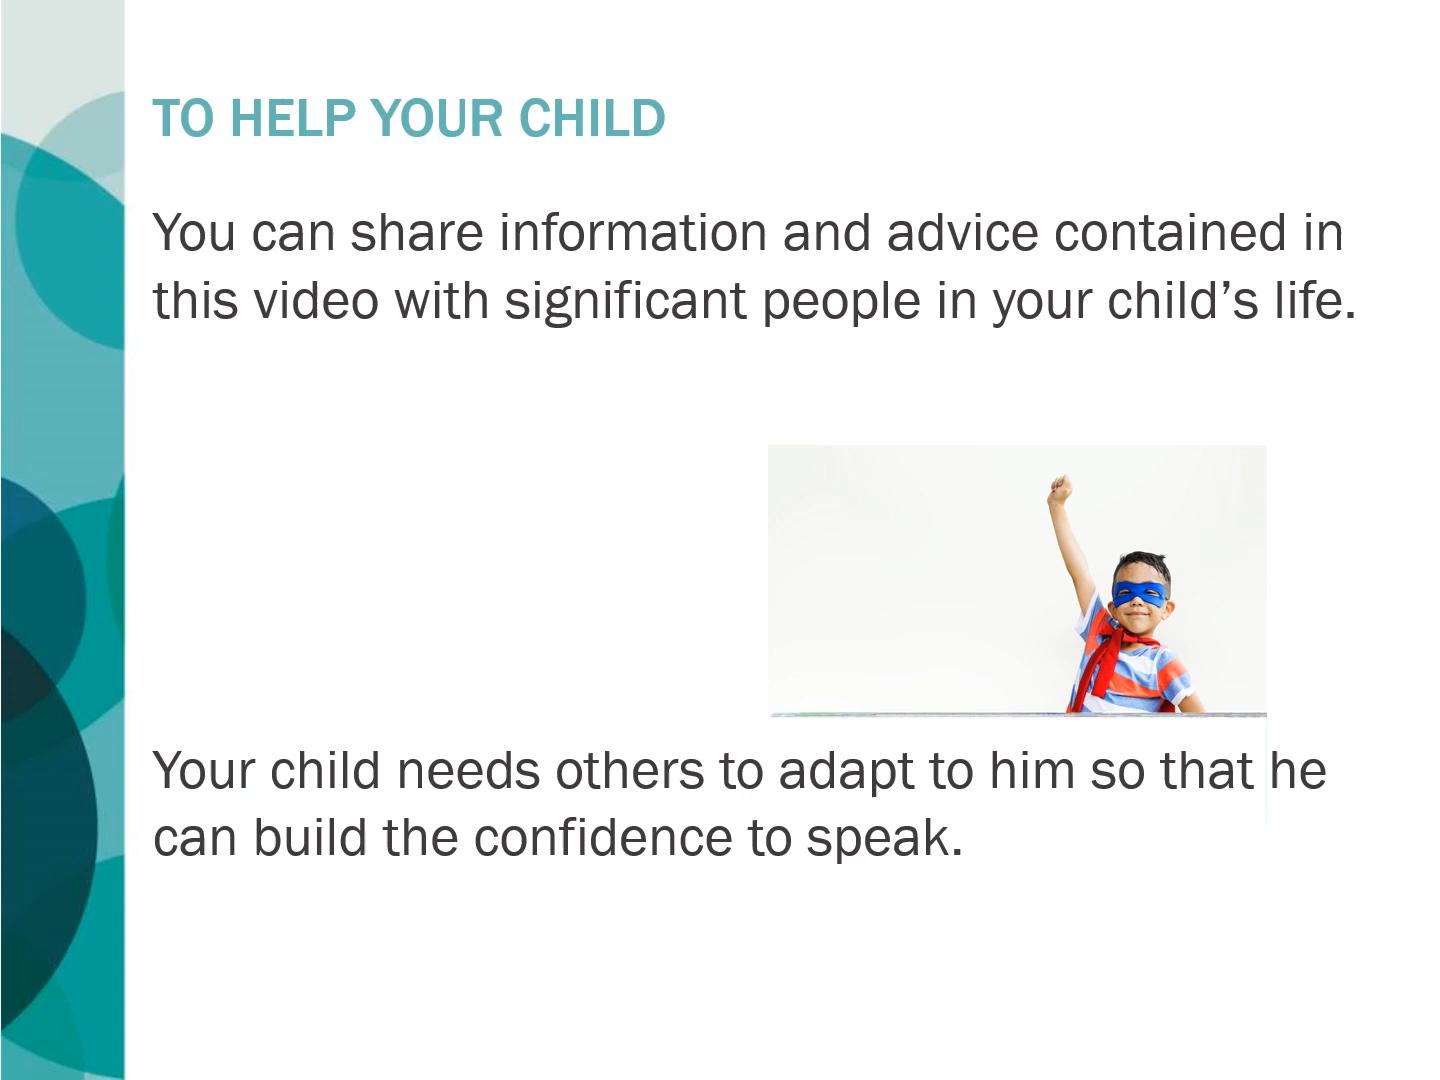 TO HELP YOUR CHILD
You can share information and advice contained in
this video with significant people in your child’s life.
Your child needs others to adapt to him so that he
can build the confidence to speak.